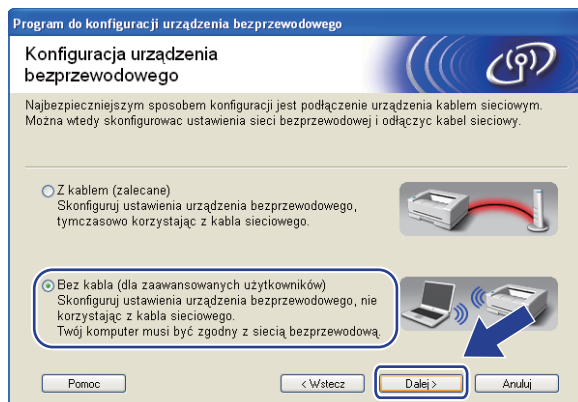 Program do konfiguracji urządzenia bezprzewodowego
Konfiguracja urządzenia
bezprzewodowego
Najbezpieczniejszym sposobem konfiguracji jest podłączenie urządzenia kablem sieciowym.
Można wtedy skonfigurowac ustawienia sieci bezprzewodowej i odłączyc kabel sieciowy.
Z kablem (zalecane)
Skonfiguruj ustawienia urządzenia bezprzewodowego,
tymczasowo korzystając z kabla sieciowego.
Bez kabla (dla zaawansowanych użytkowników)
Skonfiguruj ustawienia urządzenia bezprzewodowego, nie
korzystając z kabla sieciowego.
Twój komputer musi być zgodny z siecią bezprzewodową.
Pomoc
< Wstecz
Dalej >
Anuluj